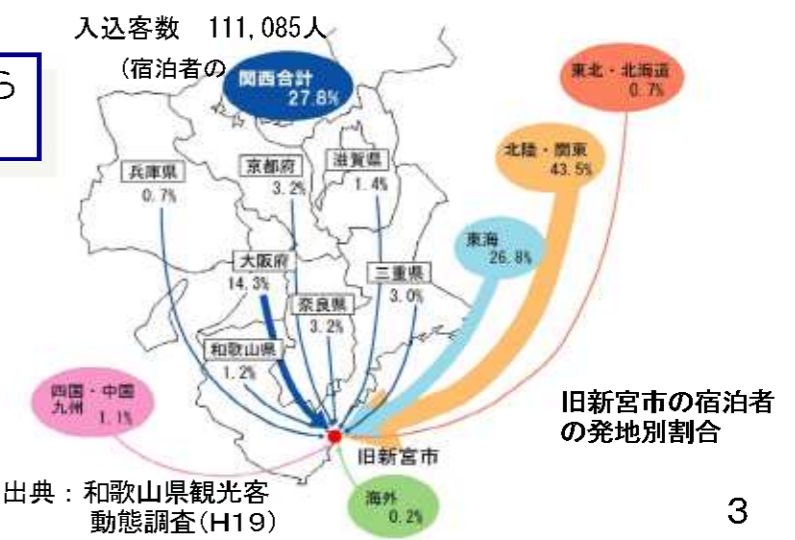 入込客数 111,085人
（宿泊者の
ら
関西合計
27.8%
東北・北海道
0.7%
北陸・関東
43.5%
東海
26.8%
兵庫県
0.7%
京都府
3.2%
滋賀県
1.4%
大阪府
14.3%
奈良県
3.2%
三重県
3.0%
和歌山県
1.2%
四国・中国
九州 1.1%
旧新宮市
海外
0.2%
旧新宮市の宿泊者
の発地別割合
出典：和歌山県観光客
動態調査(H19)
3